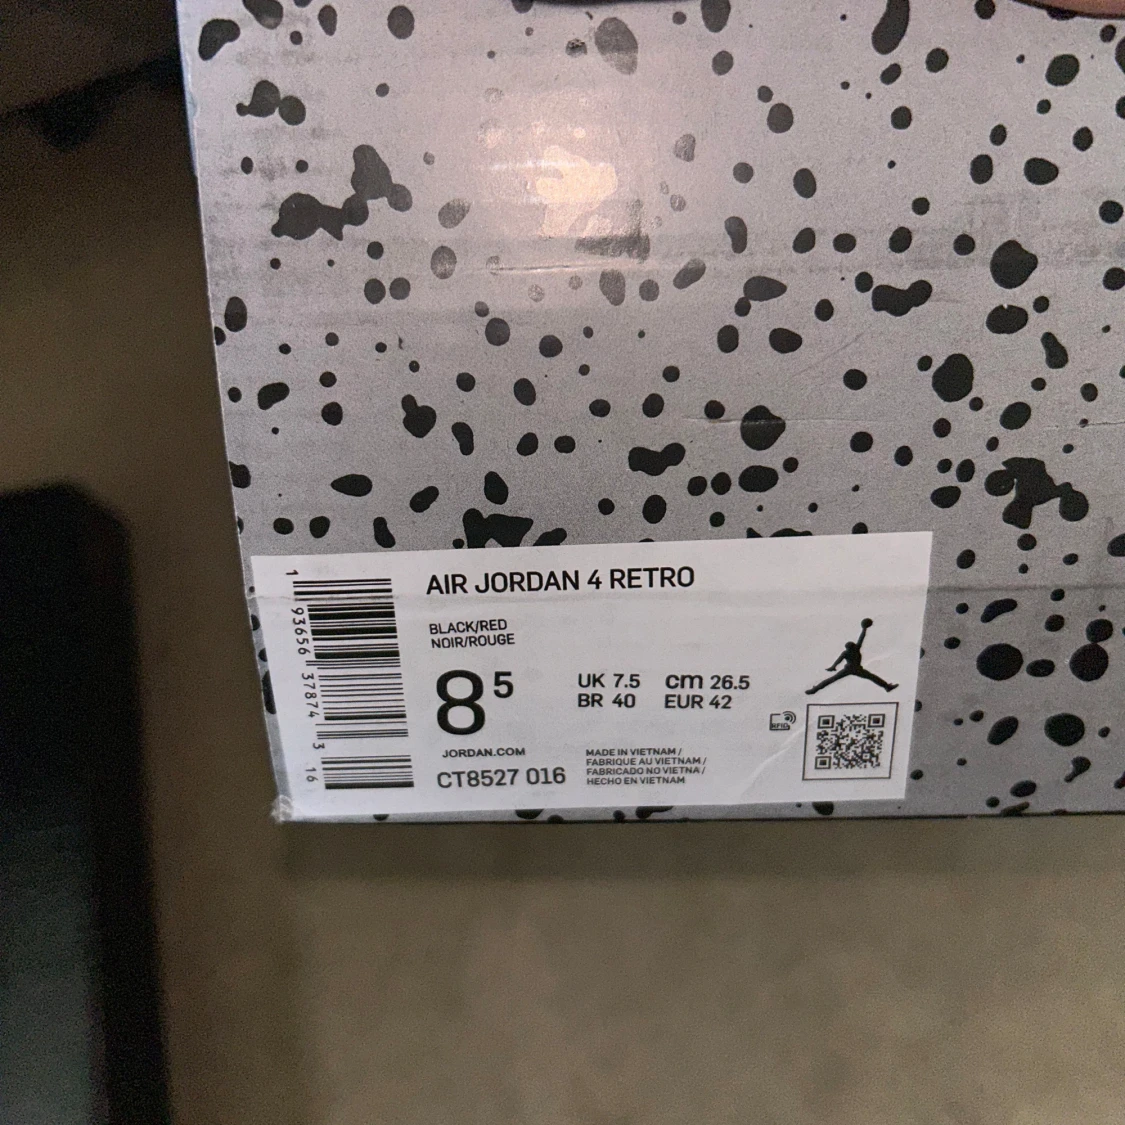 AIR JORDAN 4 RETRO
BLACK/RED
NOIR/ROUGE
8 5
UK 7.5 cm 26.5
BR 40 EUR 42
JORDAN.COM
CT8527 016
MADE IN VIETNAM /
FABRIQUE AU VIETNAM /
FABRICADO NO VIETNA /
HECHO EN VIETNAM
RFID
1 93656 37874 3 16